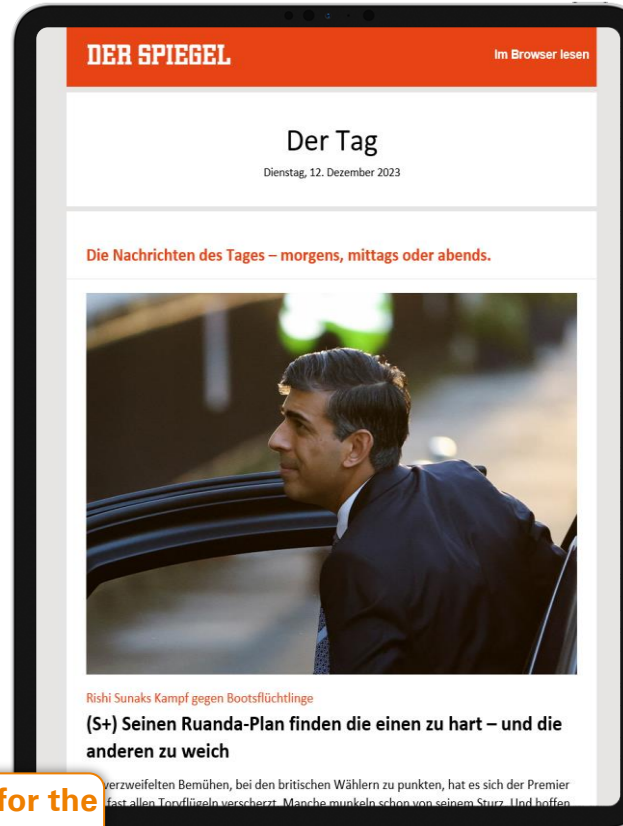 DER SPIEGEL
Im Browser lesen
Der Tag
Dienstag, 12. Dezember 2023
Die Nachrichten des Tages – morgens, mittags oder abends.
Rishi Sunaks Kampf gegen Bootsflüchtlinge
(S+) Seinen Ruanda-Plan finden die einen zu hart – und die
anderen zu weich
verzweifelten Bemühen, bei den britischen Wählern zu punkten, hat es sich der Premier
fast allen Toryflügeln verscherzt. Manche munkeln schon von seinem Sturz. Und hoffen
for the